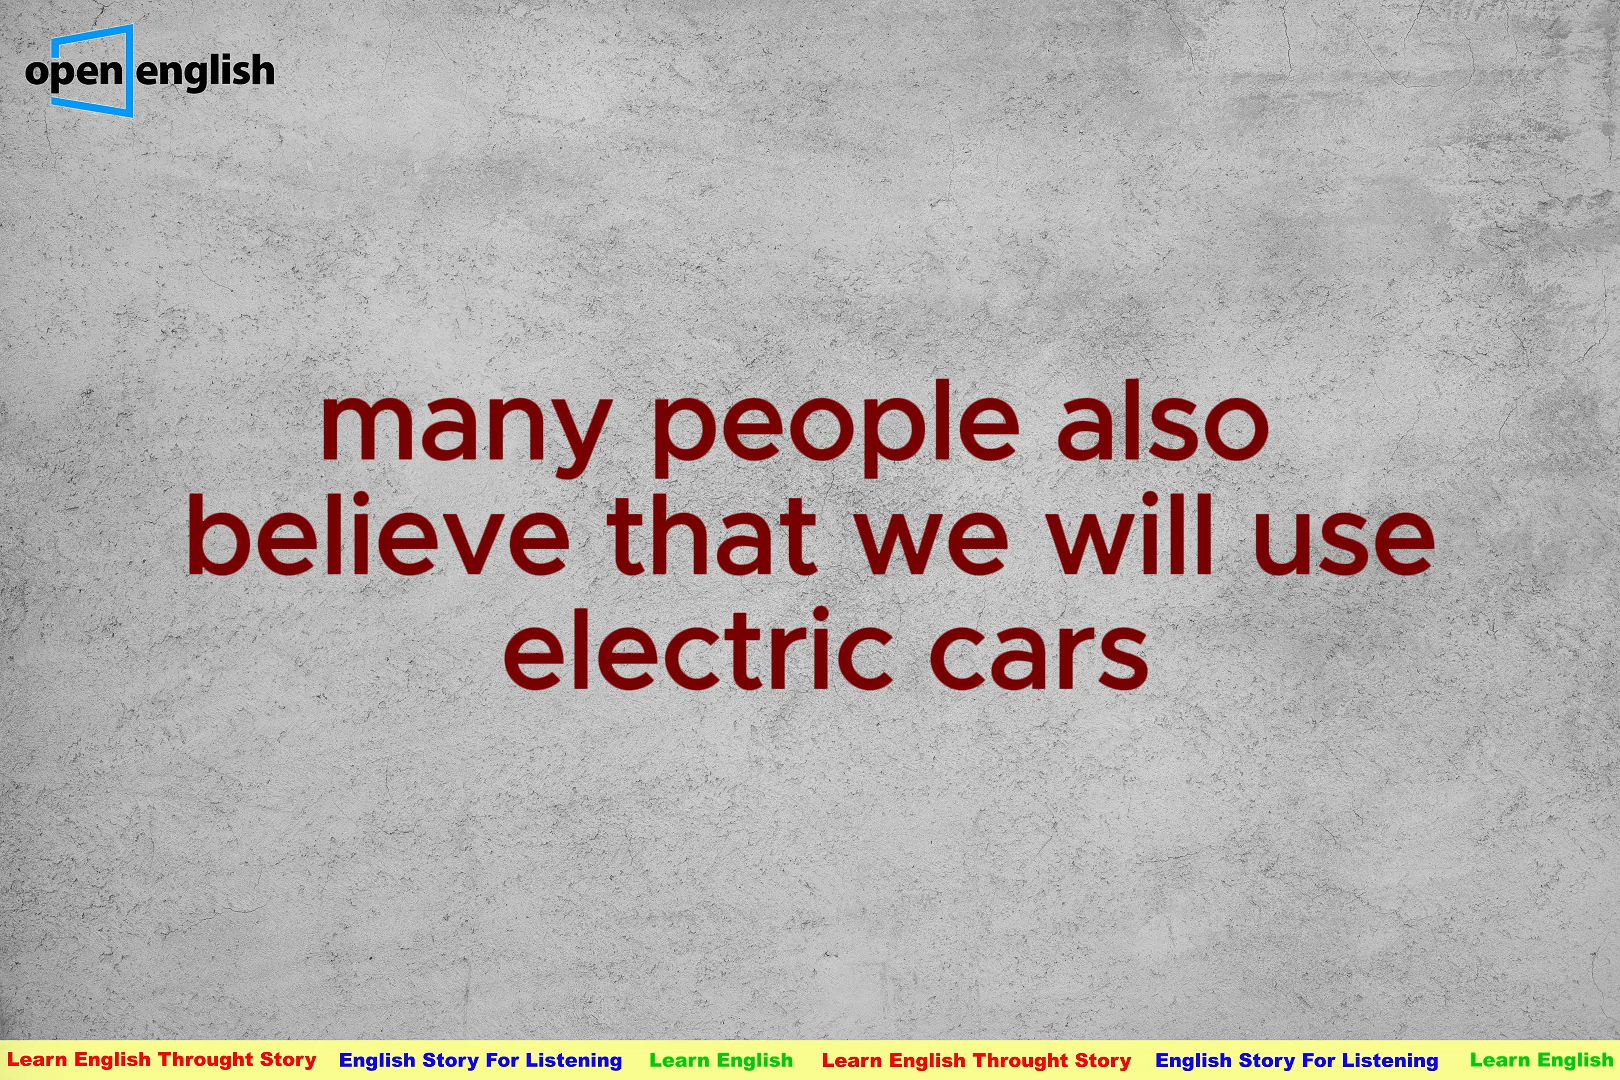 open english
many people also
believe that we will use
electric cars
Learn English Throught Story English Story For Listening Learn English Learn English Throught Story English Story For Listening Learn English